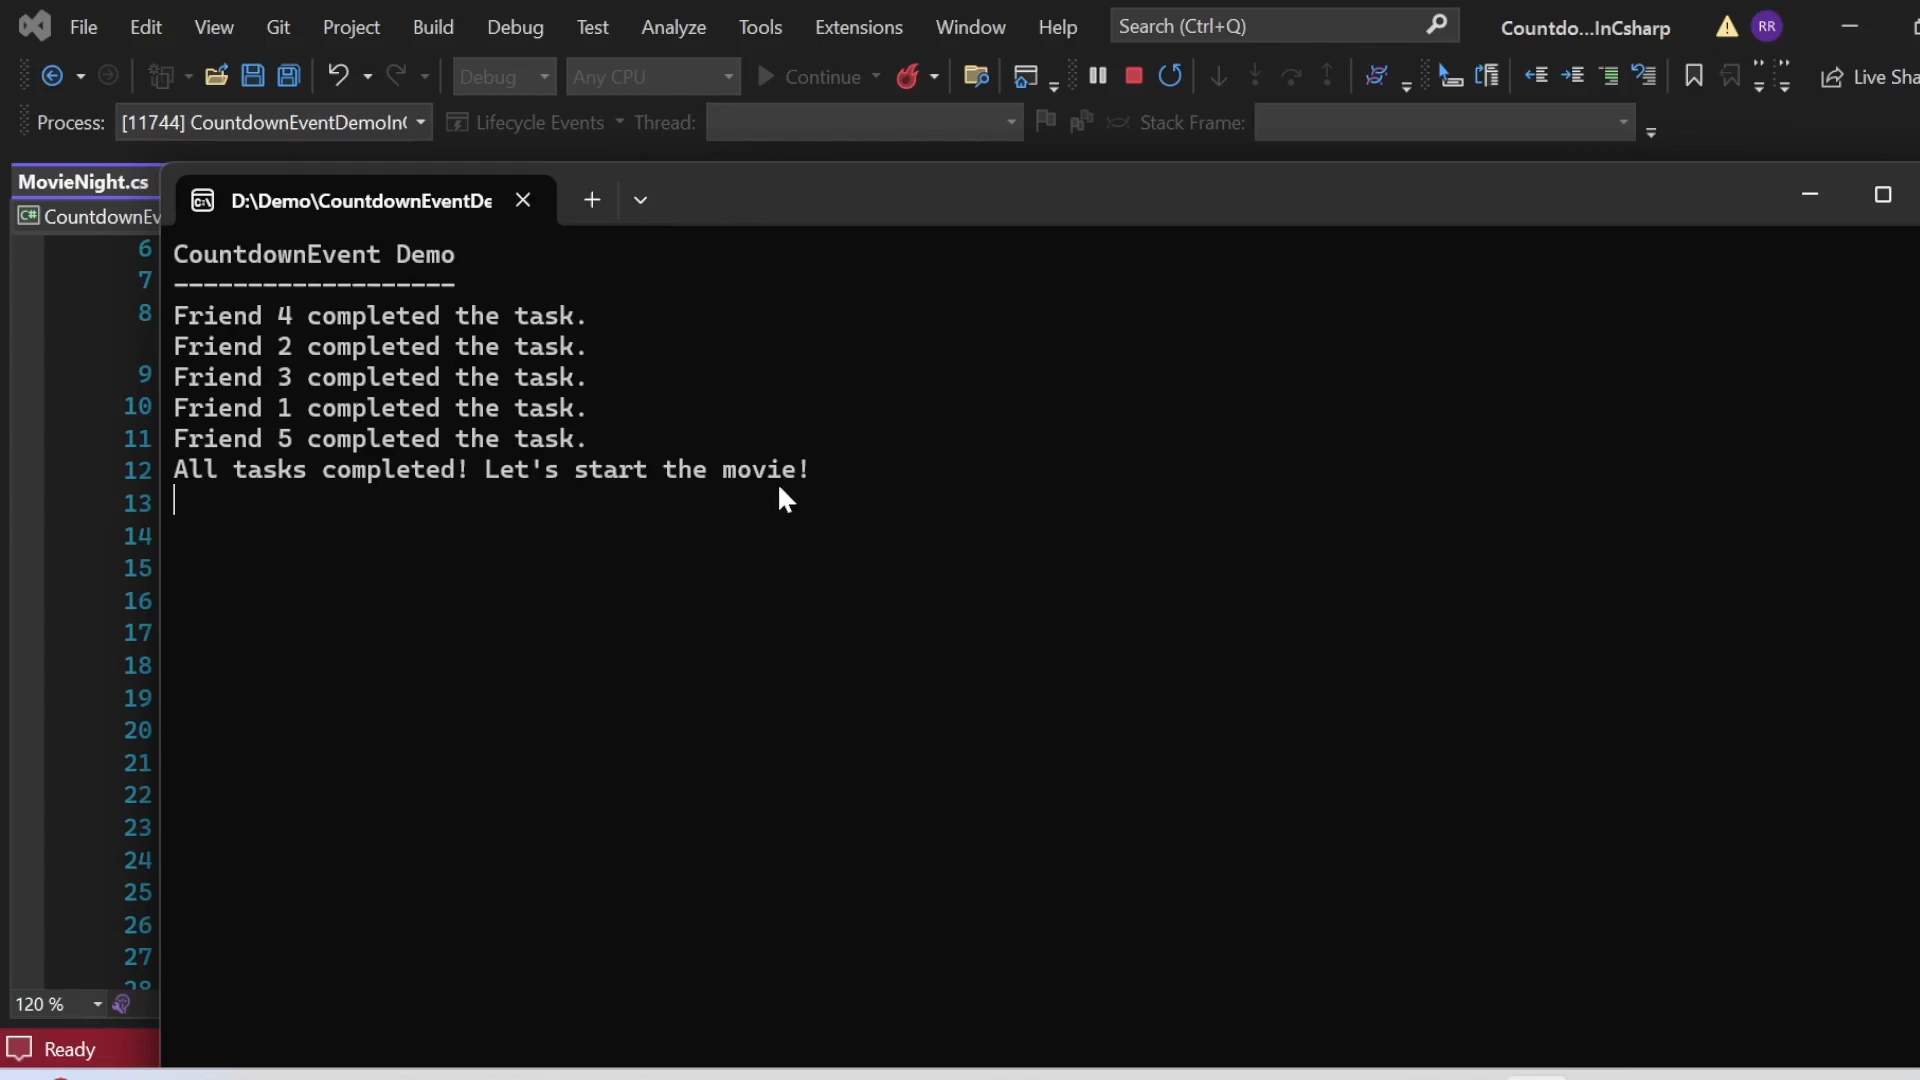 File Edit View Git Project Build Debug Test Analyze Tools Extensions Window Help Search (Ctrl+Q) Countdo...InCsharp RR
Debug Any CPU Continue Live Sha
Process: [11744] CountdownEventDemoIn Lifecycle Events Thread: Stack Frame:
MovieNight.cs
D:\Demo\CountdownEventDe
C# CountdownEv
6 CountdownEvent Demo
7 -------------------
8 Friend 4 completed the task.
Friend 2 completed the task.
9 Friend 3 completed the task.
10 Friend 1 completed the task.
11 Friend 5 completed the task.
12 All tasks completed! Let's start the movie!
13
14
15
16
17
18
19
20
21
22
23
24
25
26
27
28
120 %
Ready